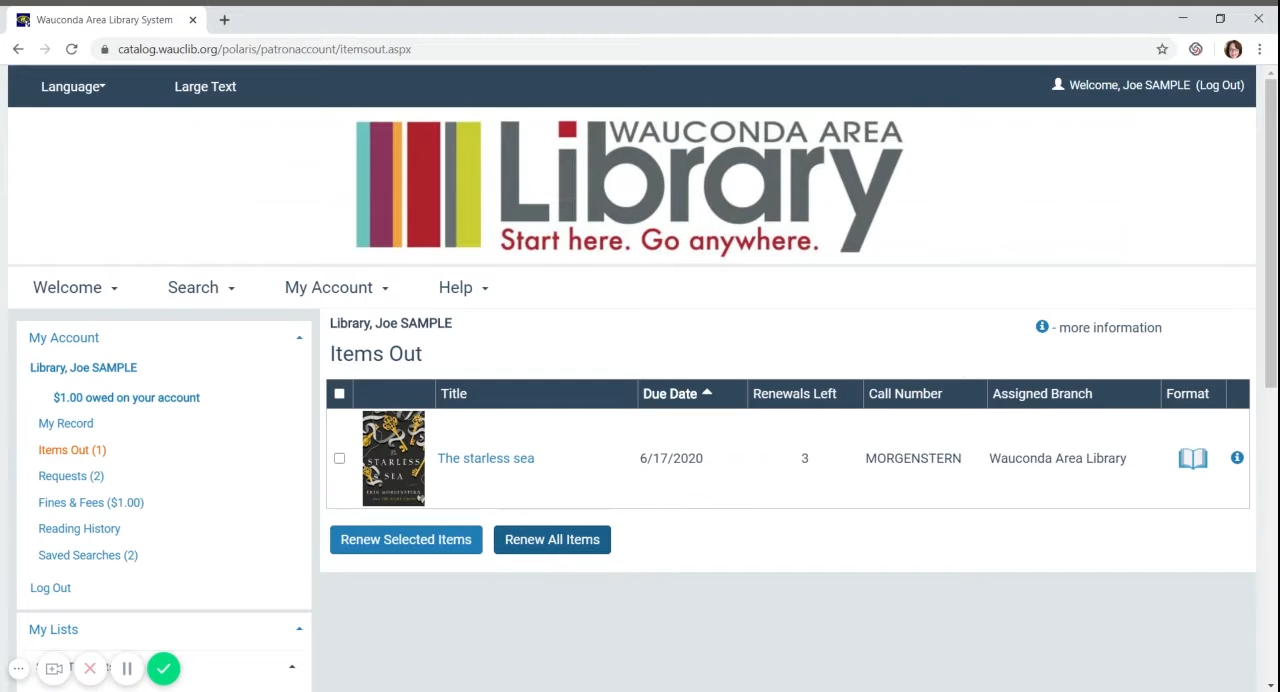 Wauconda Area Library System
catalog.wauclib.org/polaris/patronaccount/itemsout.aspx
Language Large Text Welcome, Joe SAMPLE (Log Out)
WAUCONDA AREA
Library
Start here. Go anywhere.
Welcome Search My Account Help
My Account
Library, Joe SAMPLE
$1.00 owed on your account
My Record
Items Out (1)
Requests (2)
Fines & Fees ($1.00)
Reading History
Saved Searches (2)
Log Out
My Lists
Library, Joe SAMPLE
- more information
Items Out
Title Due Date Renewals Left Call Number Assigned Branch Format
THE
STARLESS
SEA
ERIN MORGENSTERN
The starless sea 6/17/2020 3 MORGENSTERN Wauconda Area Library
Renew Selected Items Renew All Items